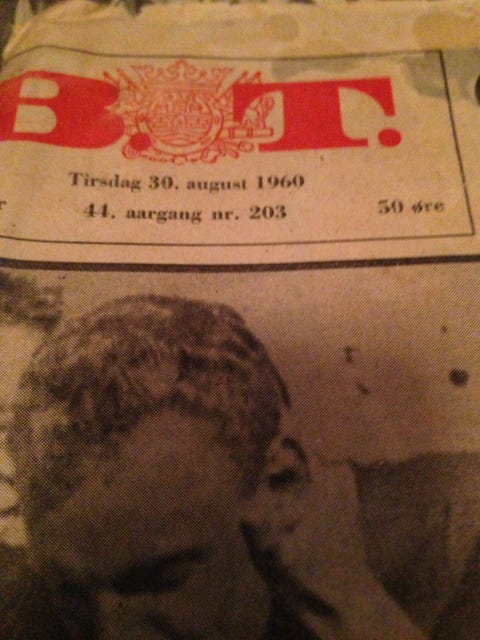 B.T.
Tirsdag 30. august 1960
44. aargang nr. 203
50 øre